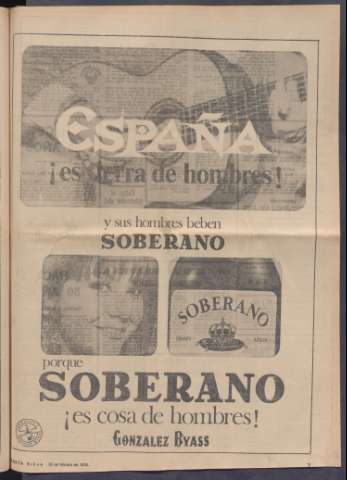 ESPAÑA
¡es tierra de hombres!
y sus hombres beben
SOBERANO
SOBERANO
porque
SOBERANO
¡es cosa de hombres!
GONZALEZ BYASS